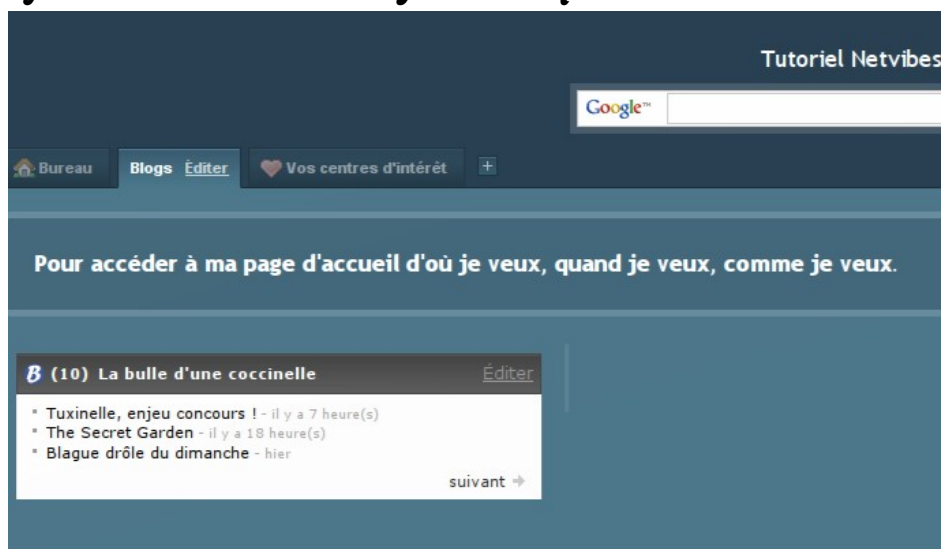 Tutoriel Netvibes
Google™
Bureau Blogs Éditer Vos centres d'intérêt +
Pour accéder à ma page d'accueil d'où je veux, quand je veux, comme je veux.
B (10) La bulle d'une coccinelle Éditer
Tuxinelle, enjeu concours ! - il y a 7 heure(s)
The Secret Garden - il y a 18 heure(s)
Blague drôle du dimanche - hier
suivant